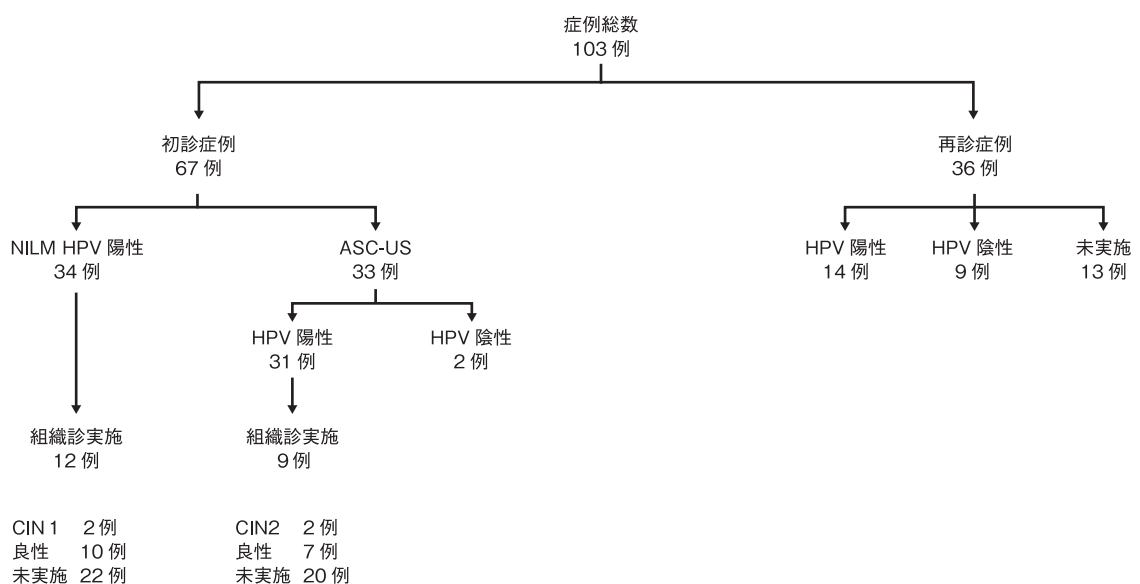 症例総数
103 例
初診症例
67 例
再診症例
36 例
NILM HPV 陽性
34 例
ASC-US
33 例
HPV 陽性
14 例
HPV 陰性
9 例
未実施
13 例
HPV 陽性
31 例
HPV 陰性
2 例
組織診実施
12 例
組織診実施
9 例
CIN 1 2 例
良性 10 例
未実施 22 例
CIN2 2 例
良性 7 例
未実施 20 例